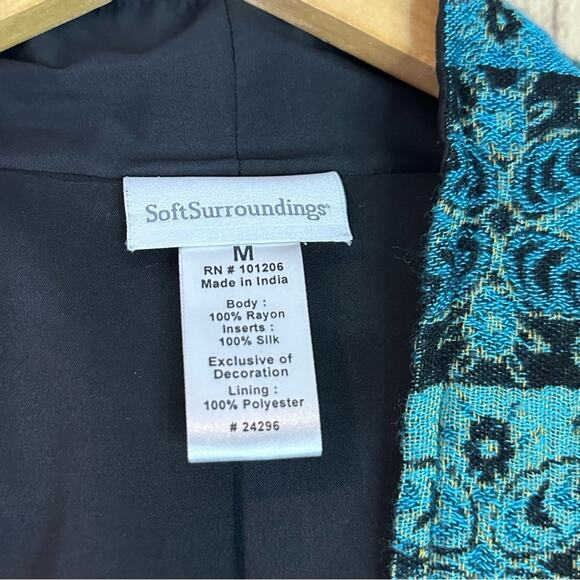 SoftSurroundings®
M
RN # 101206
Made in India
Body :
100% Rayon
Inserts :
100% Silk
Exclusive of
Decoration
Lining :
100% Polyester
# 24296